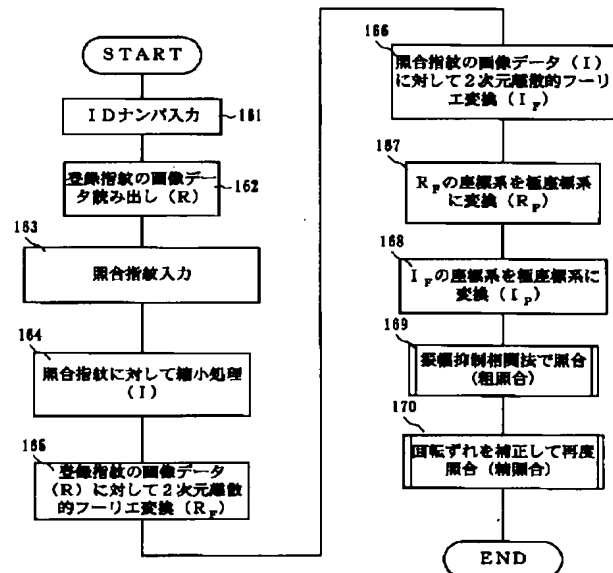 START
IDナンバ入力
161
登録指紋の画像デー
タ読み出し(R)
162
163
照合指紋入力
164
照合指紋に対して縮小処理
(I)
165
登録指紋の画像データ
(R)に対して2次元離散
的フーリエ変換(RF)
166
照合指紋の画像データ(I)
に対して2次元離散的フーリ
エ変換(IF)
167
RFの座標系を極座標系
に変換(RP)
168
IFの座標系を極座標系に
変換(IP)
169
振幅抑制相関法で照合
(粗照合)
170
回転ずれを補正して再度
照合(精照合)
END